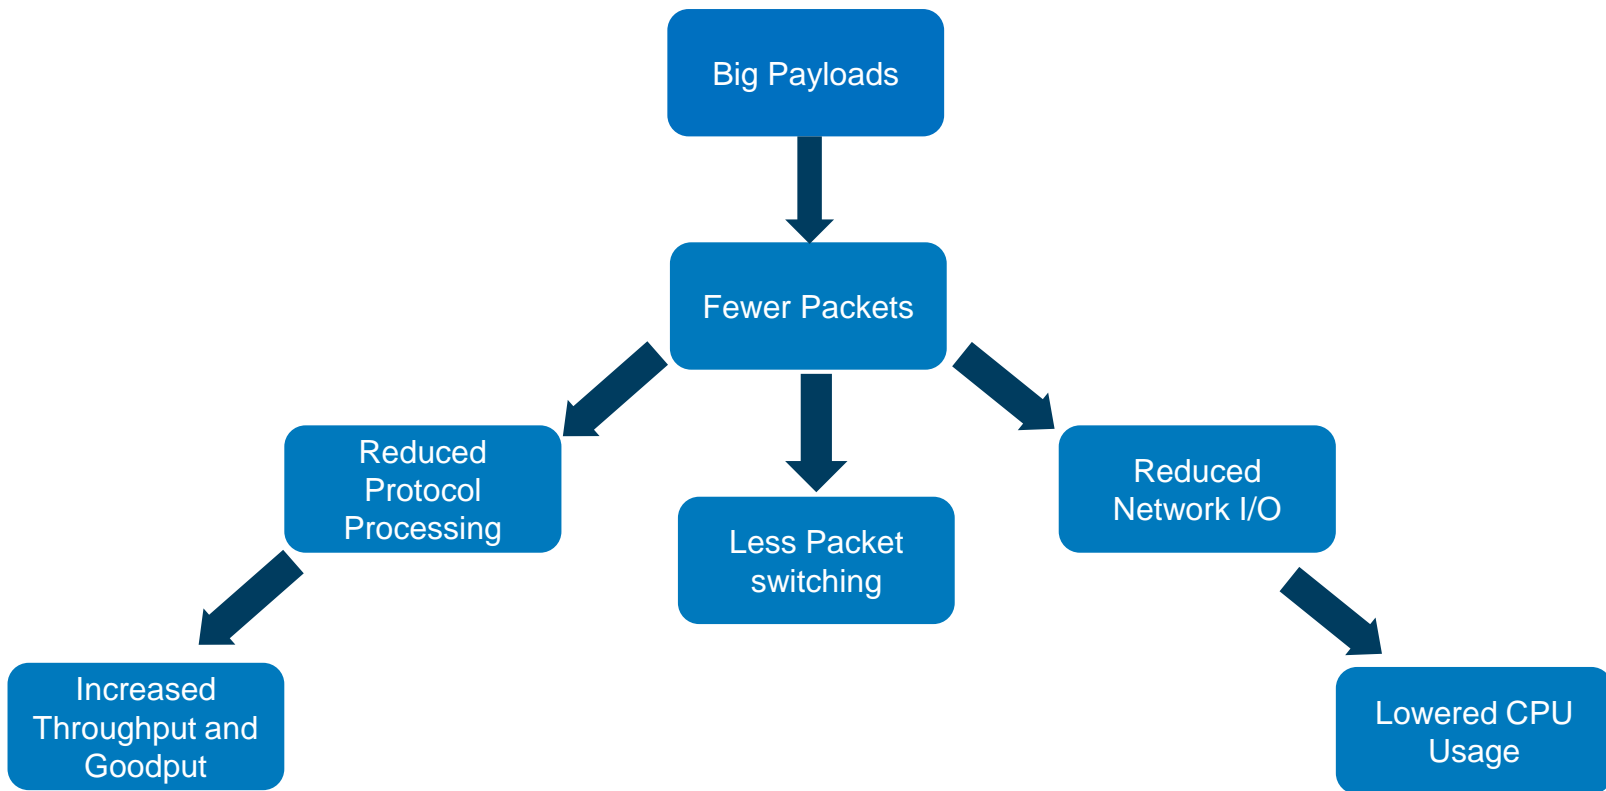 Big Payloads
Fewer Packets
Reduced
Protocol
Processing
Less Packet
switching
Reduced
Network I/O
Increased
Throughput and
Goodput
Lowered CPU
Usage